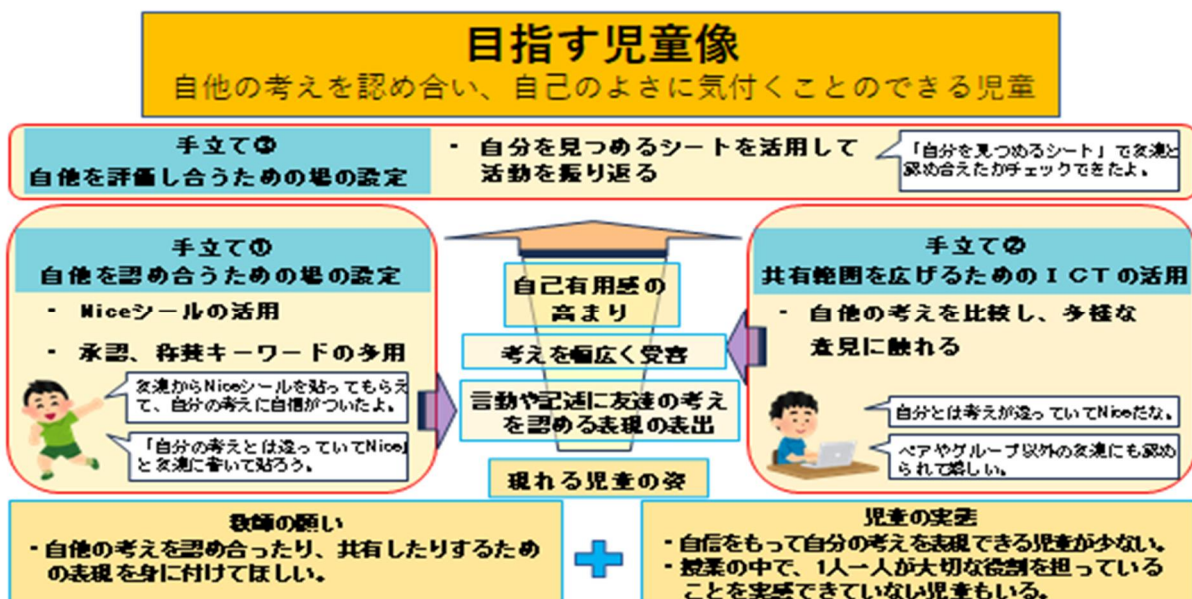 目指す児童像
自他の考えを認め合い、自己のよさに気付くことのできる児童
手立て③
自他を評価し合うための場の設定
・ 自分を見つめるシートを活用して
活動を振り返る
「自分を見つめるシート」で友達と
認め合えたかチェックできたよ。
手立て①
自他を認め合うための場の設定
・ Niceシールの活用
・ 承認、称賛キーワードの多用
友達からNiceシールを貼ってもらえ
て、自分の考えに自信がついたよ。
「自分の考えとは違っていてNice」
と友達に書いて貼ろう。
自己有用感の
高まり
考えを幅広く受容
言動や記述に友達の考え
を認める表現の表出
現れる児童の姿
手立て②
共有範囲を広げるためのICTの活用
・ 自他の考えを比較し、多様な
意見に触れる
自分とは考えが違っていてNiceだな。
ペアやグループ以外の友達にも認め
られて嬉しい。
教師の願い
・自他の考えを認め合ったり、共有したりするため
の表現を身に付けてほしい。
児童の実態
・自信をもって自分の考えを表現できる児童が少ない。
・授業の中で、1人一人が大切な役割を担っている
ことを実感できていない児童もいる。